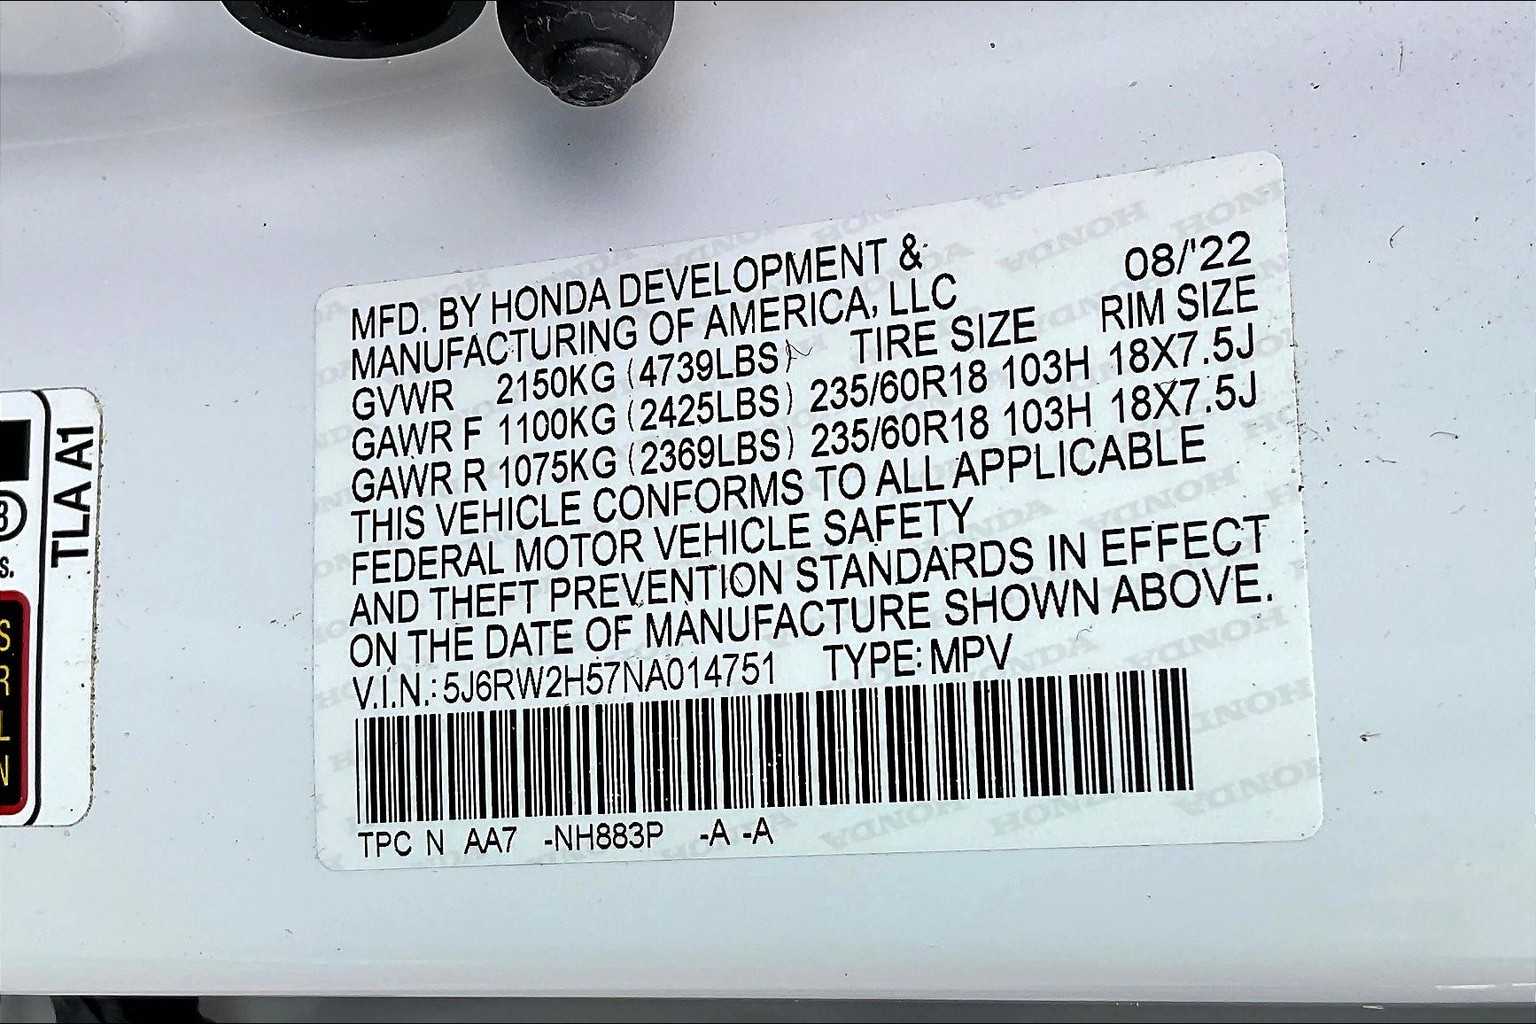 MFD. BY HONDA DEVELOPMENT & 08/'22
MANUFACTURING OF AMERICA, LLC
GVWR 2150KG (4739LBS) TIRE SIZE RIM SIZE
GAWR F 1100KG (2425LBS) 235/60R18 103H 18X7.5J
GAWR R 1075KG (2369LBS) 235/60R18 103H 18X7.5J
THIS VEHICLE CONFORMS TO ALL APPLICABLE
FEDERAL MOTOR VEHICLE SAFETY
AND THEFT PREVENTION STANDARDS IN EFFECT
ON THE DATE OF MANUFACTURE SHOWN ABOVE.
V.I.N.: 5J6RW2H57NA014751 TYPE: MPV
TPC N AA7 -NH883P -A -A
TLA A1